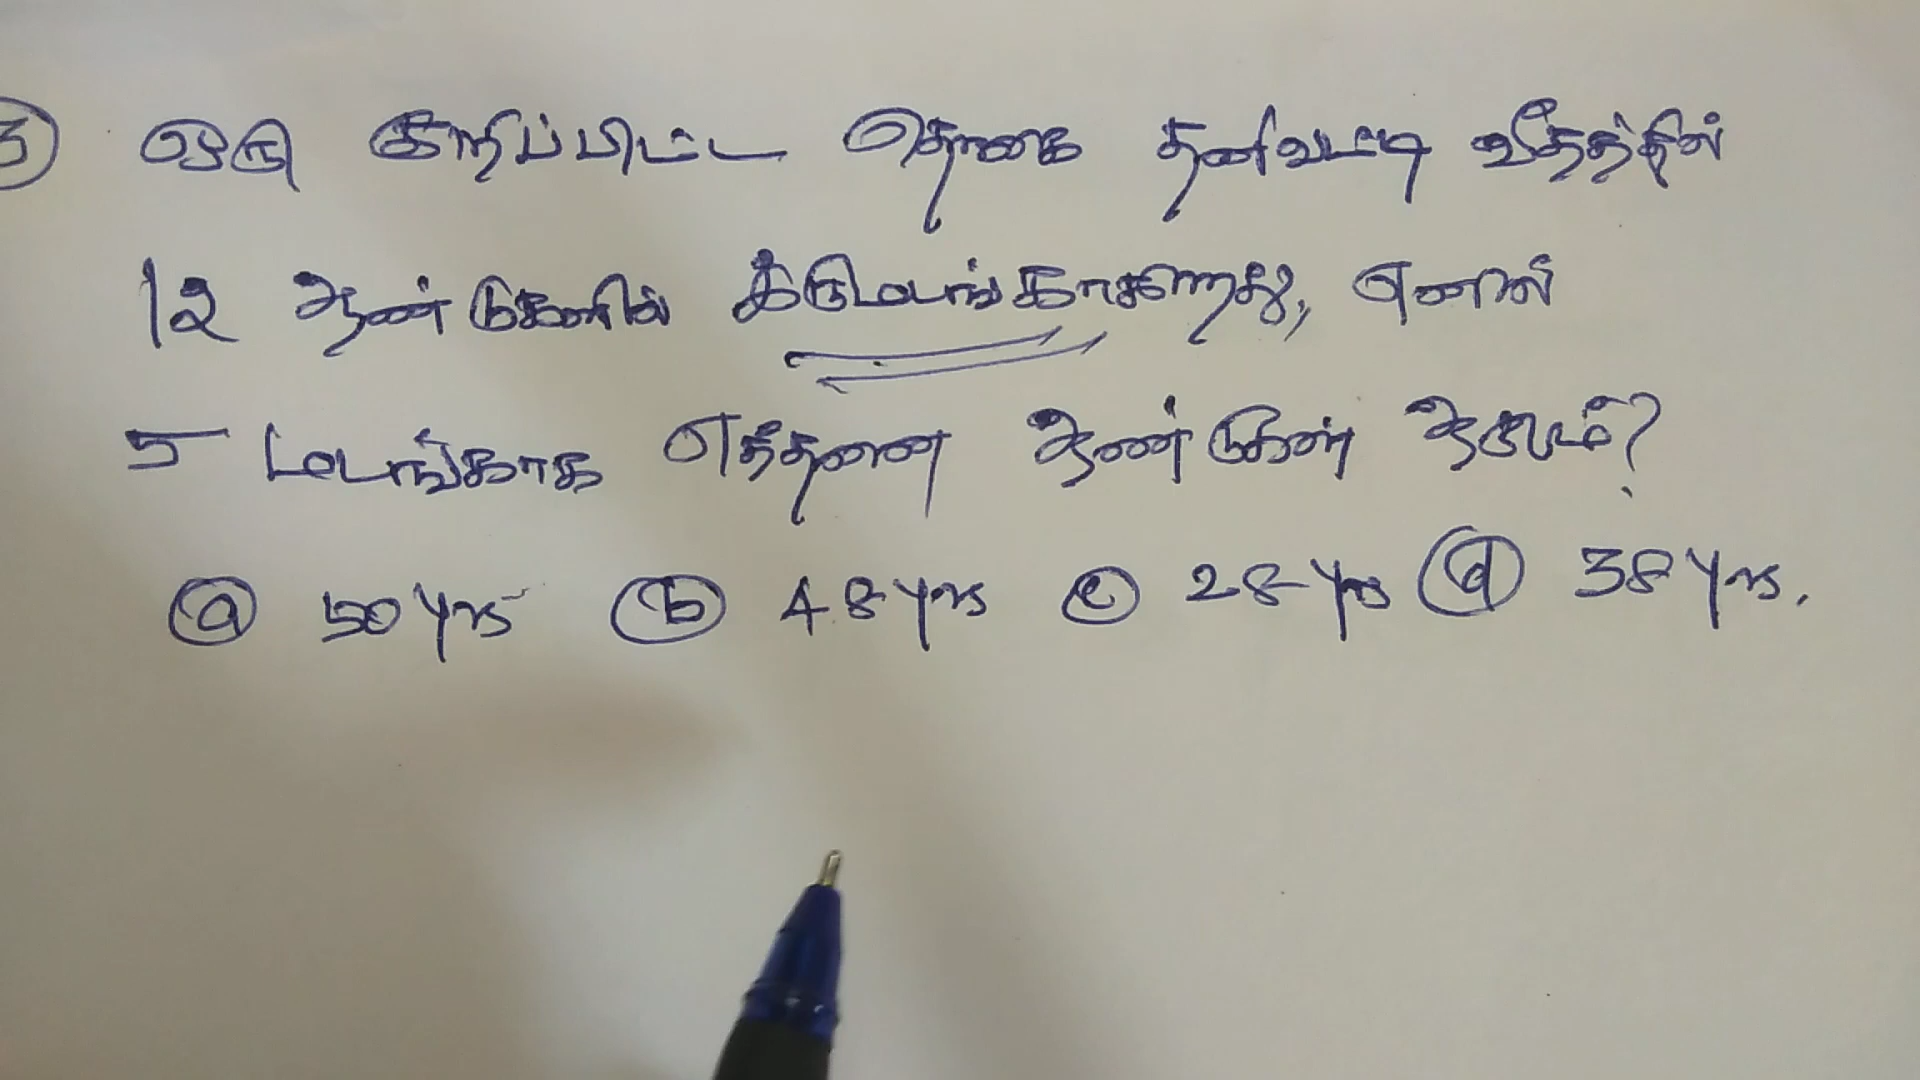 3) ஒரு குறிப்பிட்ட தொகை தனிவட்டி வீதத்தில்
12 ஆண்டுகளில் இருமடங்காகிறது, எனில்
5 மடங்காக எத்தனை ஆண்டுகள் ஆகும்?
a 50 yrs b 48 yrs c 28 yrs d 38 yrs.